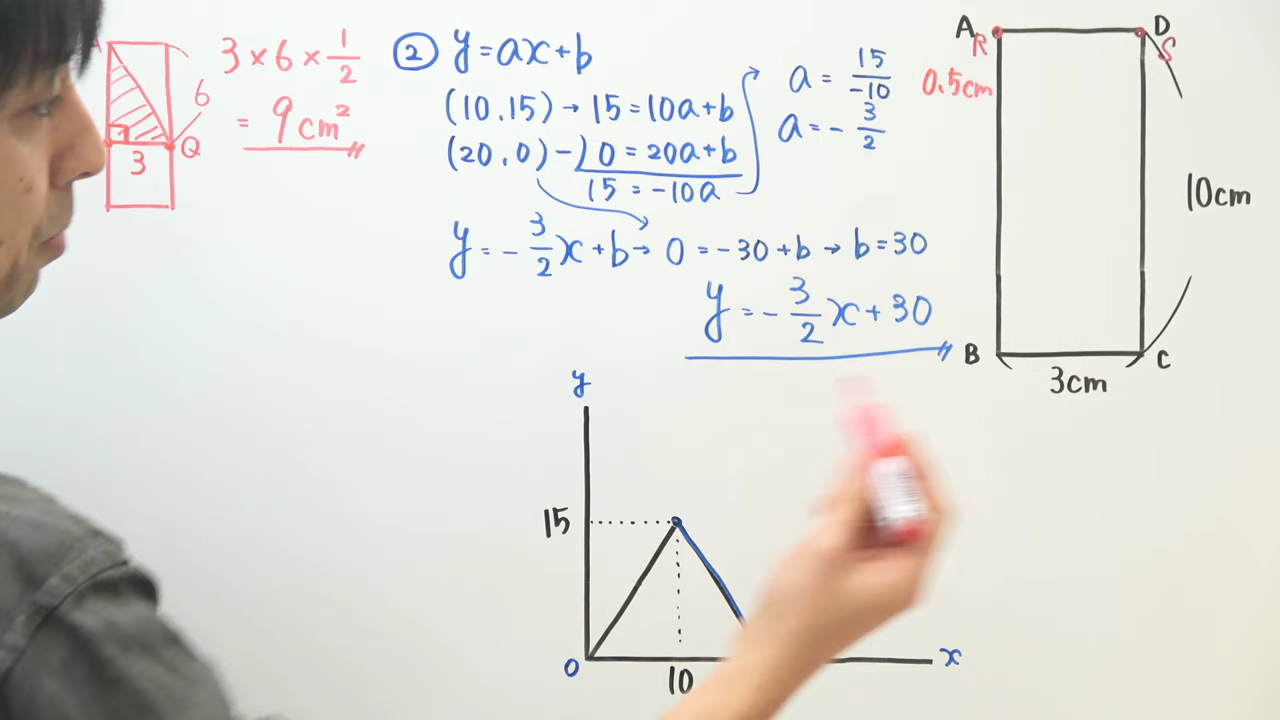 3×6×1/2
= 9cm²
6
3
Q
② y=ax+b
(10,15)→15=10a+b
(20,0)−) 0=20a+b
15=-10a
a = 15/-10
a=-3/2
y=-3/2x+b→ 0=-30+b→b=30
y=-3/2x+30
A
R
D
S
0.5cm
10cm
B
C
3cm
y
15
O
10
x